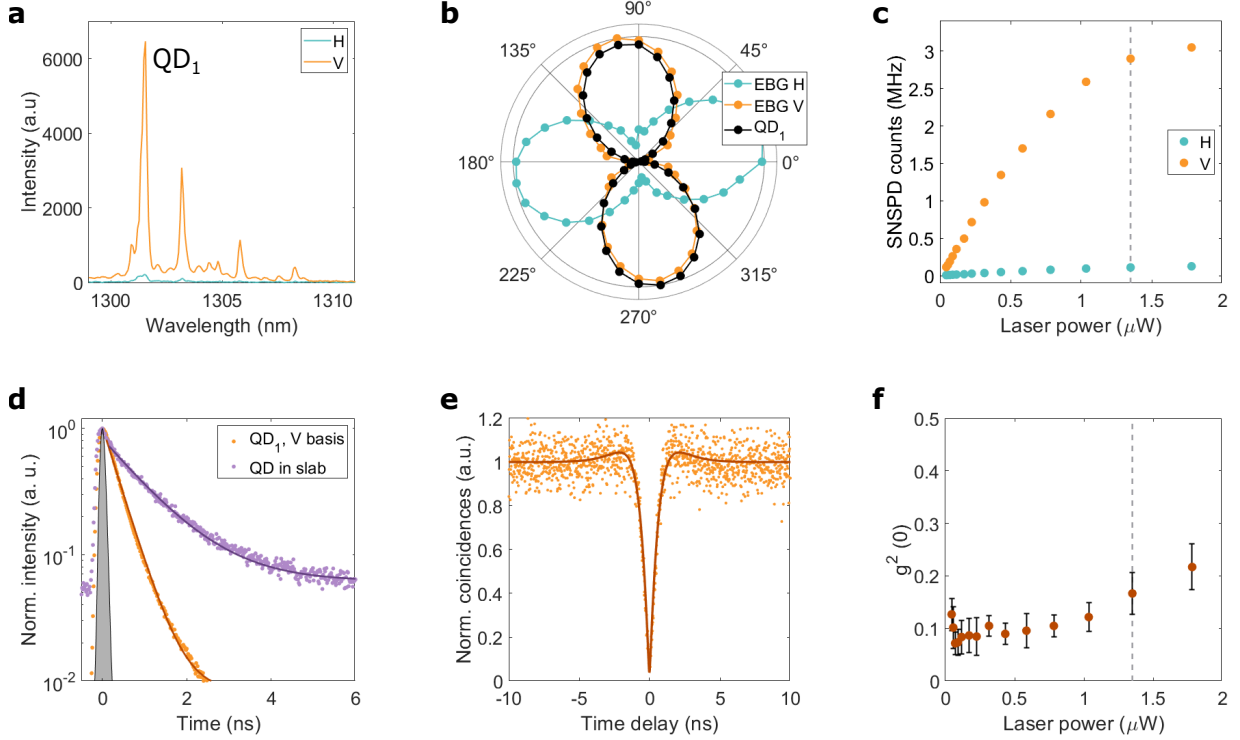 a
6000
4000
2000
0
Intensity (a.u)
QD₁
H
V
1300
1305
1310
Wavelength (nm)
b
90°
135°
45°
180°
0°
225°
315°
270°
EBG H
EBG V
QD₁
c
3
2.5
2
1.5
1
0.5
0
SNSPD counts (MHz)
H
V
0
0.5
1
1.5
2
Laser power (μW)
d
10⁰
10⁻¹
10⁻²
Norm. intensity (a. u.)
QD₁, V basis
QD in slab
0
2
4
6
Time (ns)
e
1.2
1
0.8
0.6
0.4
0.2
0
Norm. coincidences (a.u.)
-10
-5
0
5
10
Time delay (ns)
f
0.5
0.4
0.3
0.2
0.1
0
g² (0)
0
0.5
1
1.5
2
Laser power (μW)